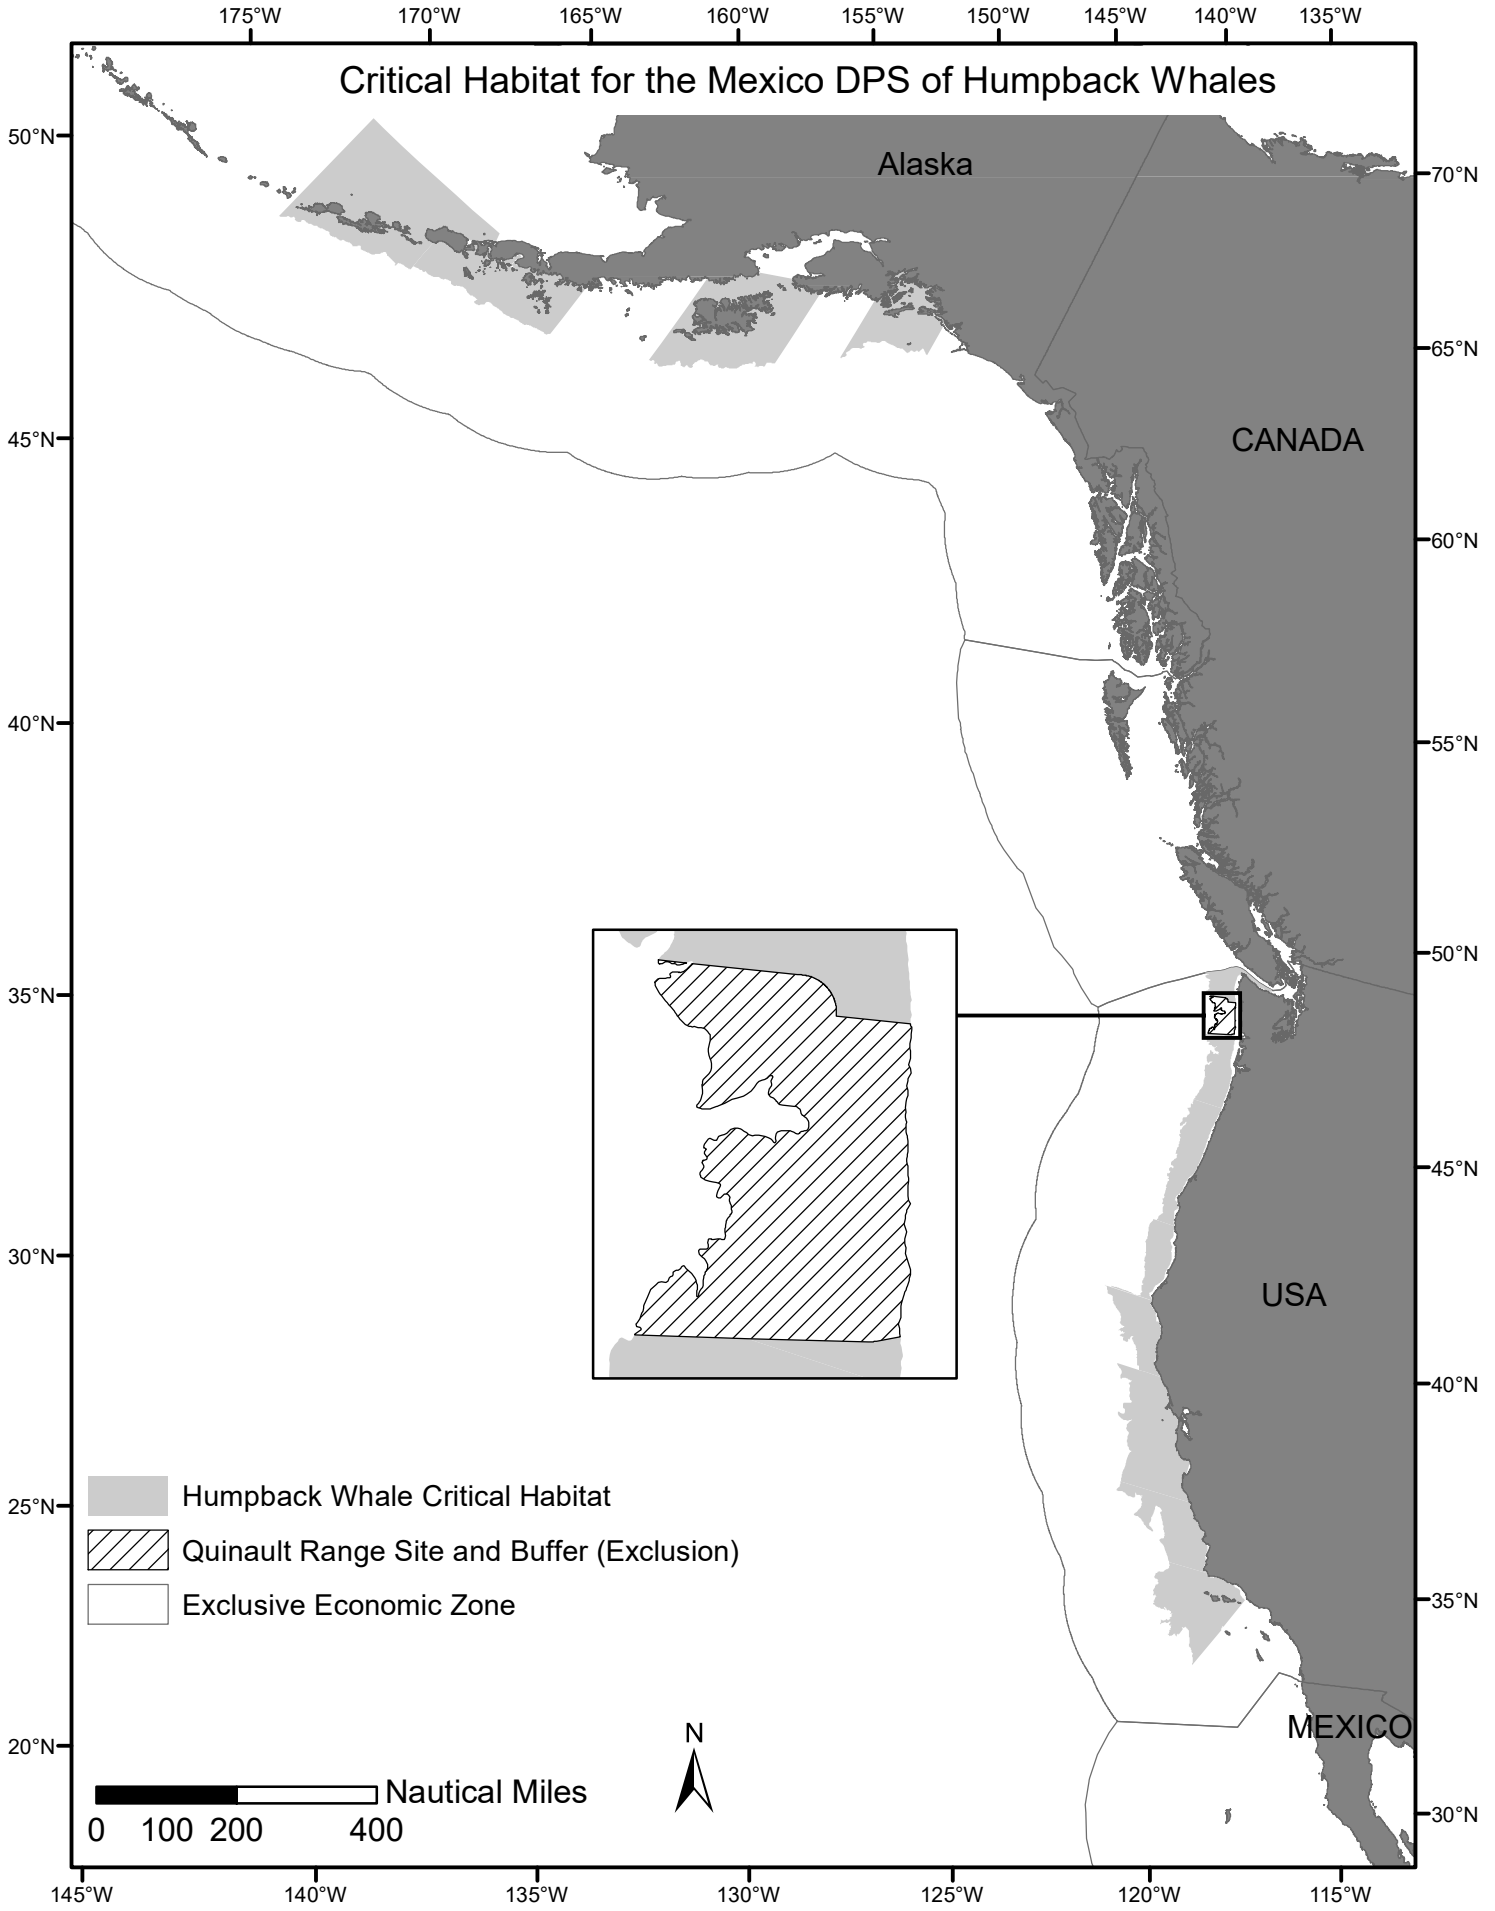 175°W 170°W 165°W 160°W 155°W 150°W 145°W 140°W 135°W
Critical Habitat for the Mexico DPS of Humpback Whales
50°N
Alaska
70°N
65°N
45°N
CANADA
60°N
40°N
55°N
50°N
35°N
45°N
30°N
USA
40°N
Humpback Whale Critical Habitat
25°N
Quinault Range Site and Buffer (Exclusion)
Exclusive Economic Zone
35°N
MEXICO
N
20°N
Nautical Miles
0 100 200 400
30°N
145°W 140°W 135°W 130°W 125°W 120°W 115°W